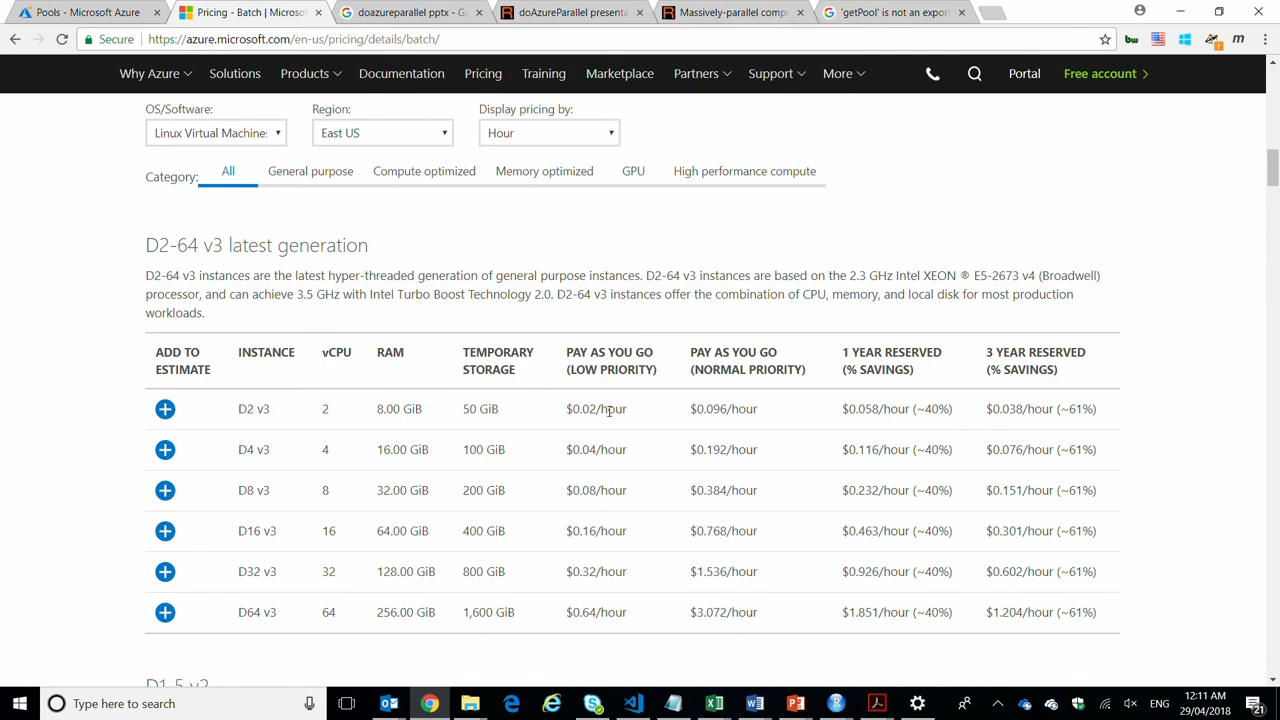 Pools - Microsoft Azure
Pricing - Batch | Microsof
doazureparallel pptx - Go
doAzureParallel presenta
Massively-parallel comp
'getPool' is not an export
Secure
https://azure.microsoft.com/en-us/pricing/details/batch/
Why Azure Solutions Products Documentation Pricing Training Marketplace Partners Support More Portal Free account
OS/Software: Region: Display pricing by:
Linux Virtual Machine: East US Hour
Category: All General purpose Compute optimized Memory optimized GPU High performance compute
D2-64 v3 latest generation
D2-64 v3 instances are the latest hyper-threaded generation of general purpose instances. D2-64 v3 instances are based on the 2.3 GHz Intel XEON ® E5-2673 v4 (Broadwell)
processor, and can achieve 3.5 GHz with Intel Turbo Boost Technology 2.0. D2-64 v3 instances offer the combination of CPU, memory, and local disk for most production
workloads.
ADD TO ESTIMATE INSTANCE vCPU RAM TEMPORARY STORAGE PAY AS YOU GO (LOW PRIORITY) PAY AS YOU GO (NORMAL PRIORITY) 1 YEAR RESERVED (% SAVINGS) 3 YEAR RESERVED (% SAVINGS)
D2 v3 2 8.00 GiB 50 GiB $0.02/hour $0.096/hour $0.058/hour (~40%) $0.038/hour (~61%)
D4 v3 4 16.00 GiB 100 GiB $0.04/hour $0.192/hour $0.116/hour (~40%) $0.076/hour (~61%)
D8 v3 8 32.00 GiB 200 GiB $0.08/hour $0.384/hour $0.232/hour (~40%) $0.151/hour (~61%)
D16 v3 16 64.00 GiB 400 GiB $0.16/hour $0.768/hour $0.463/hour (~40%) $0.301/hour (~61%)
D32 v3 32 128.00 GiB 800 GiB $0.32/hour $1.536/hour $0.926/hour (~40%) $0.602/hour (~61%)
D64 v3 64 256.00 GiB 1,600 GiB $0.64/hour $3.072/hour $1.851/hour (~40%) $1.204/hour (~61%)
D1-5 v2
Type here to search
ENG
12:11 AM
29/04/2018
21